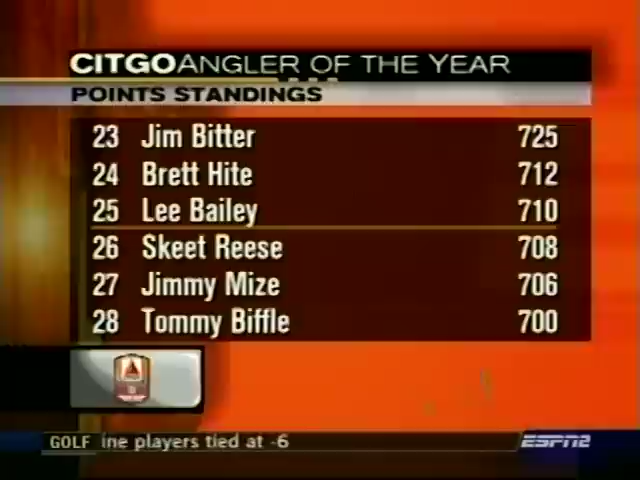 CITGO ANGLER OF THE YEAR
POINTS STANDINGS
23 Jim Bitter 725
24 Brett Hite 712
25 Lee Bailey 710
26 Skeet Reese 708
27 Jimmy Mize 706
28 Tommy Biffle 700
GOLF ine players tied at -6 ESPN2